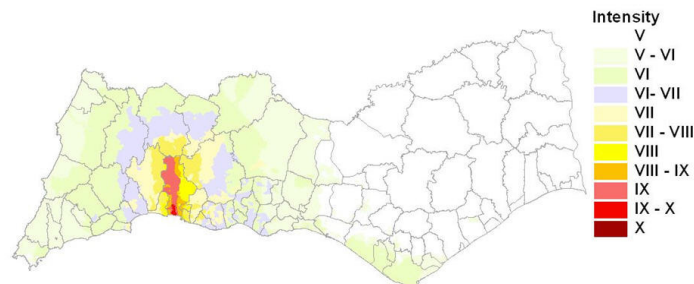 Intensity
V
V - VI
VI
VI- VII
VII
VII - VIII
VIII
VIII - IX
IX
IX - X
X